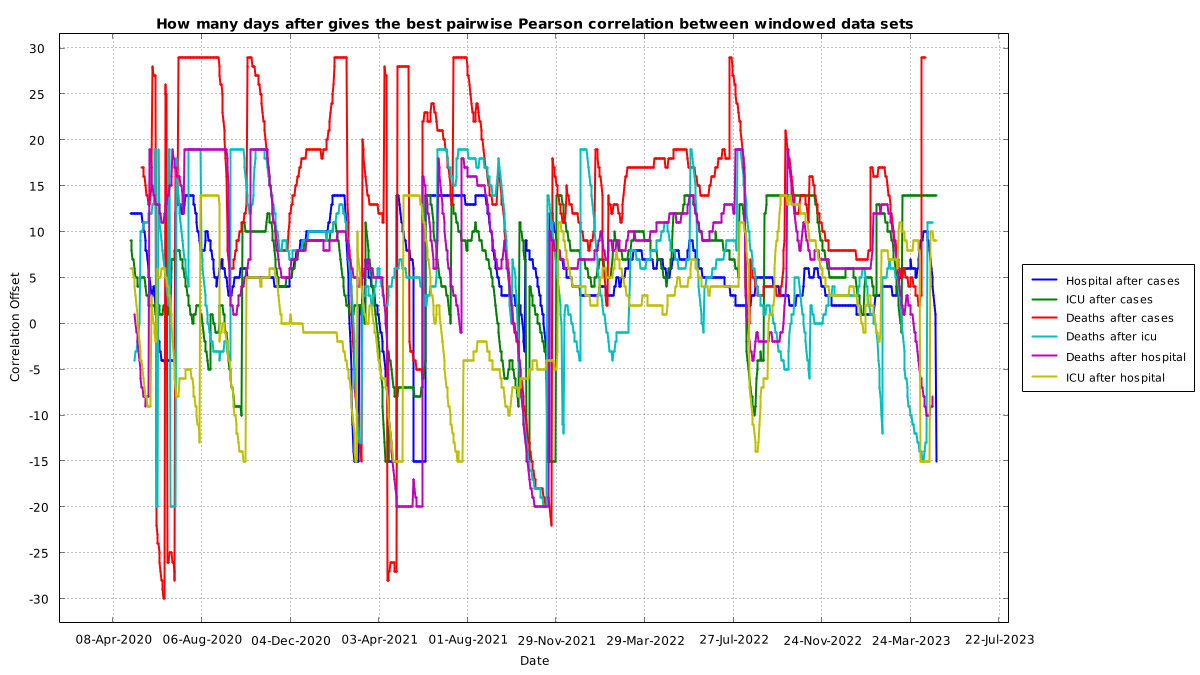 How many days after gives the best pairwise Pearson correlation between windowed data sets
30
25
20
15
10
5
0
-5
-10
-15
-20
-25
-30
Correlation Offset
08-Apr-2020 06-Aug-2020 04-Dec-2020 03-Apr-2021 01-Aug-2021 29-Nov-2021 29-Mar-2022 27-Jul-2022 24-Nov-2022 24-Mar-2023 22-Jul-2023
Date
Hospital after cases
ICU after cases
Deaths after cases
Deaths after icu
Deaths after hospital
ICU after hospital